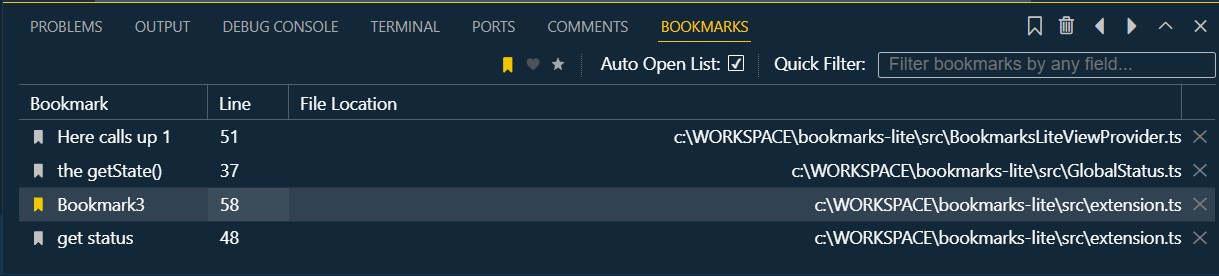 PROBLEMS OUTPUT DEBUG CONSOLE TERMINAL PORTS COMMENTS BOOKMARKS
Auto Open List: Quick Filter: Filter bookmarks by any field...
Bookmark Line File Location
Here calls up 1 51 c:\WORKSPACE\bookmarks-lite\src\BookmarksLiteViewProvider.ts
the getState() 37 c:\WORKSPACE\bookmarks-lite\src\GlobalStatus.ts
Bookmark3 58 c:\WORKSPACE\bookmarks-lite\src\extension.ts
get status 48 c:\WORKSPACE\bookmarks-lite\src\extension.ts